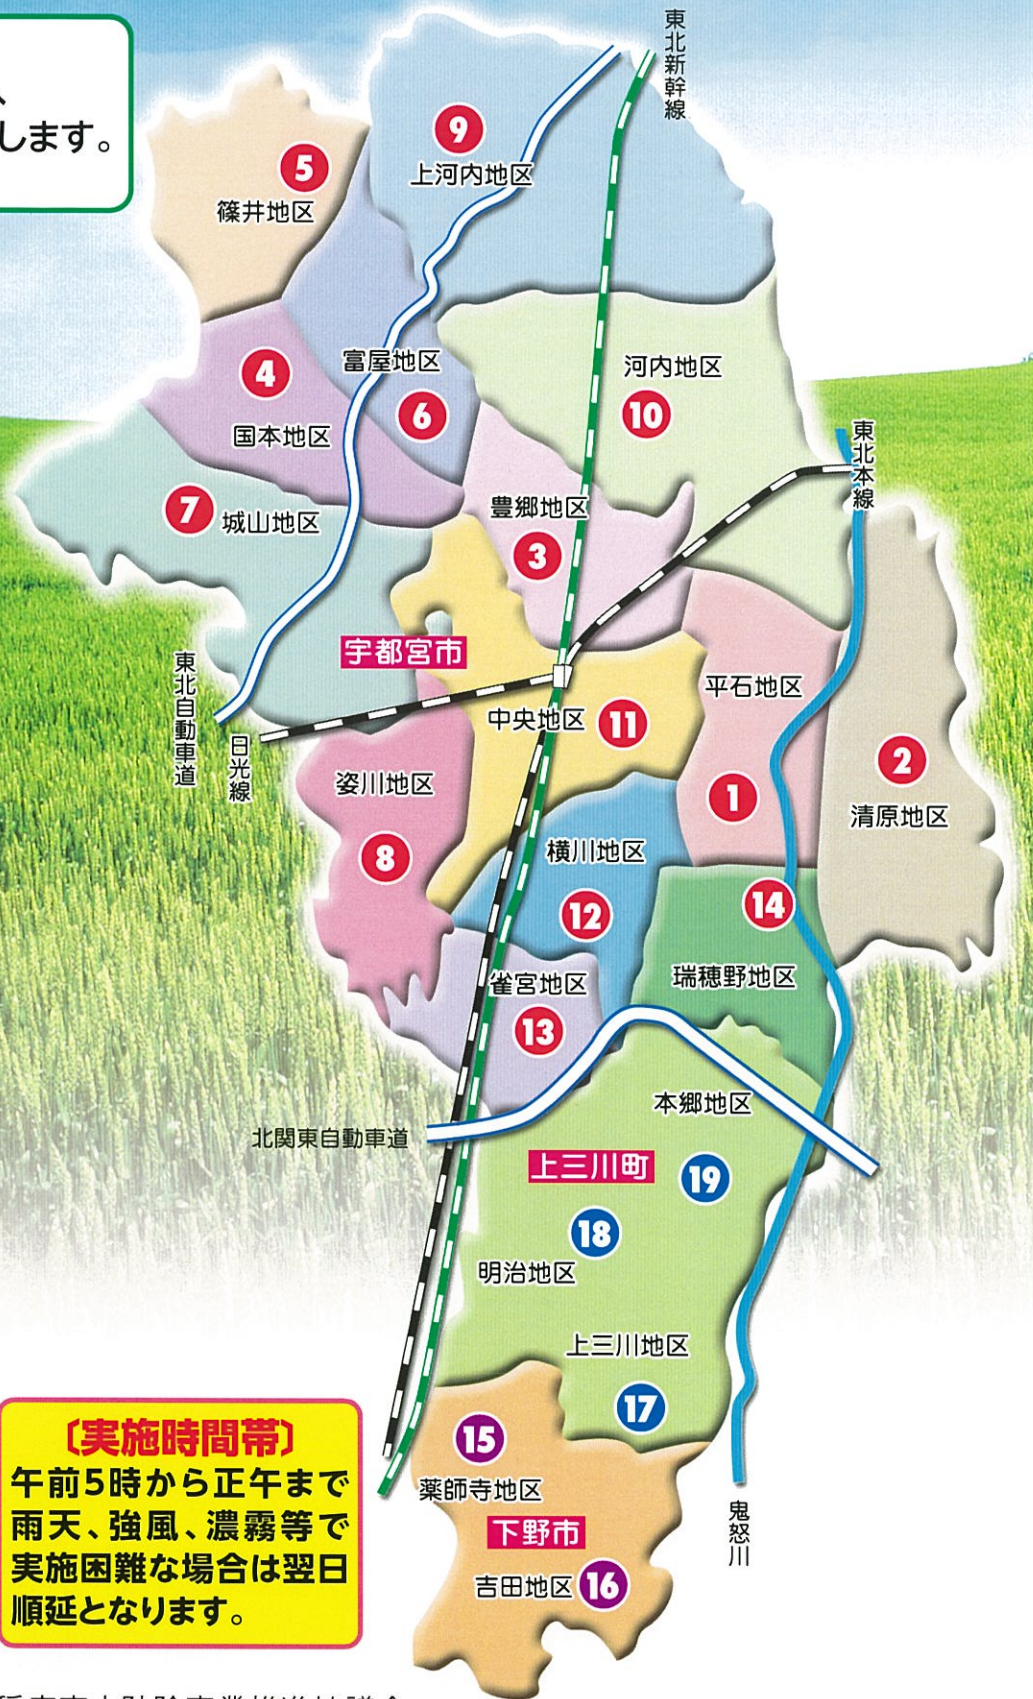 します。
東北新幹線
9
上河内地区
5
篠井地区
富屋地区
6
4
国本地区
河内地区
10
東北本線
7
城山地区
豊郷地区
3
宇都宮市
東北自動車道
日光線
中央地区
11
平石地区
1
2
清原地区
姿川地区
8
横川地区
12
14
瑞穂野地区
雀宮地区
13
北関東自動車道
本郷地区
19
上三川町
18
明治地区
上三川地区
17
15
薬師寺地区
下野市
吉田地区
16
鬼怒川
〔実施時間帯〕
午前5時から正午まで
雨天、強風、濃霧等で
実施困難な場合は翌日
順延となります。